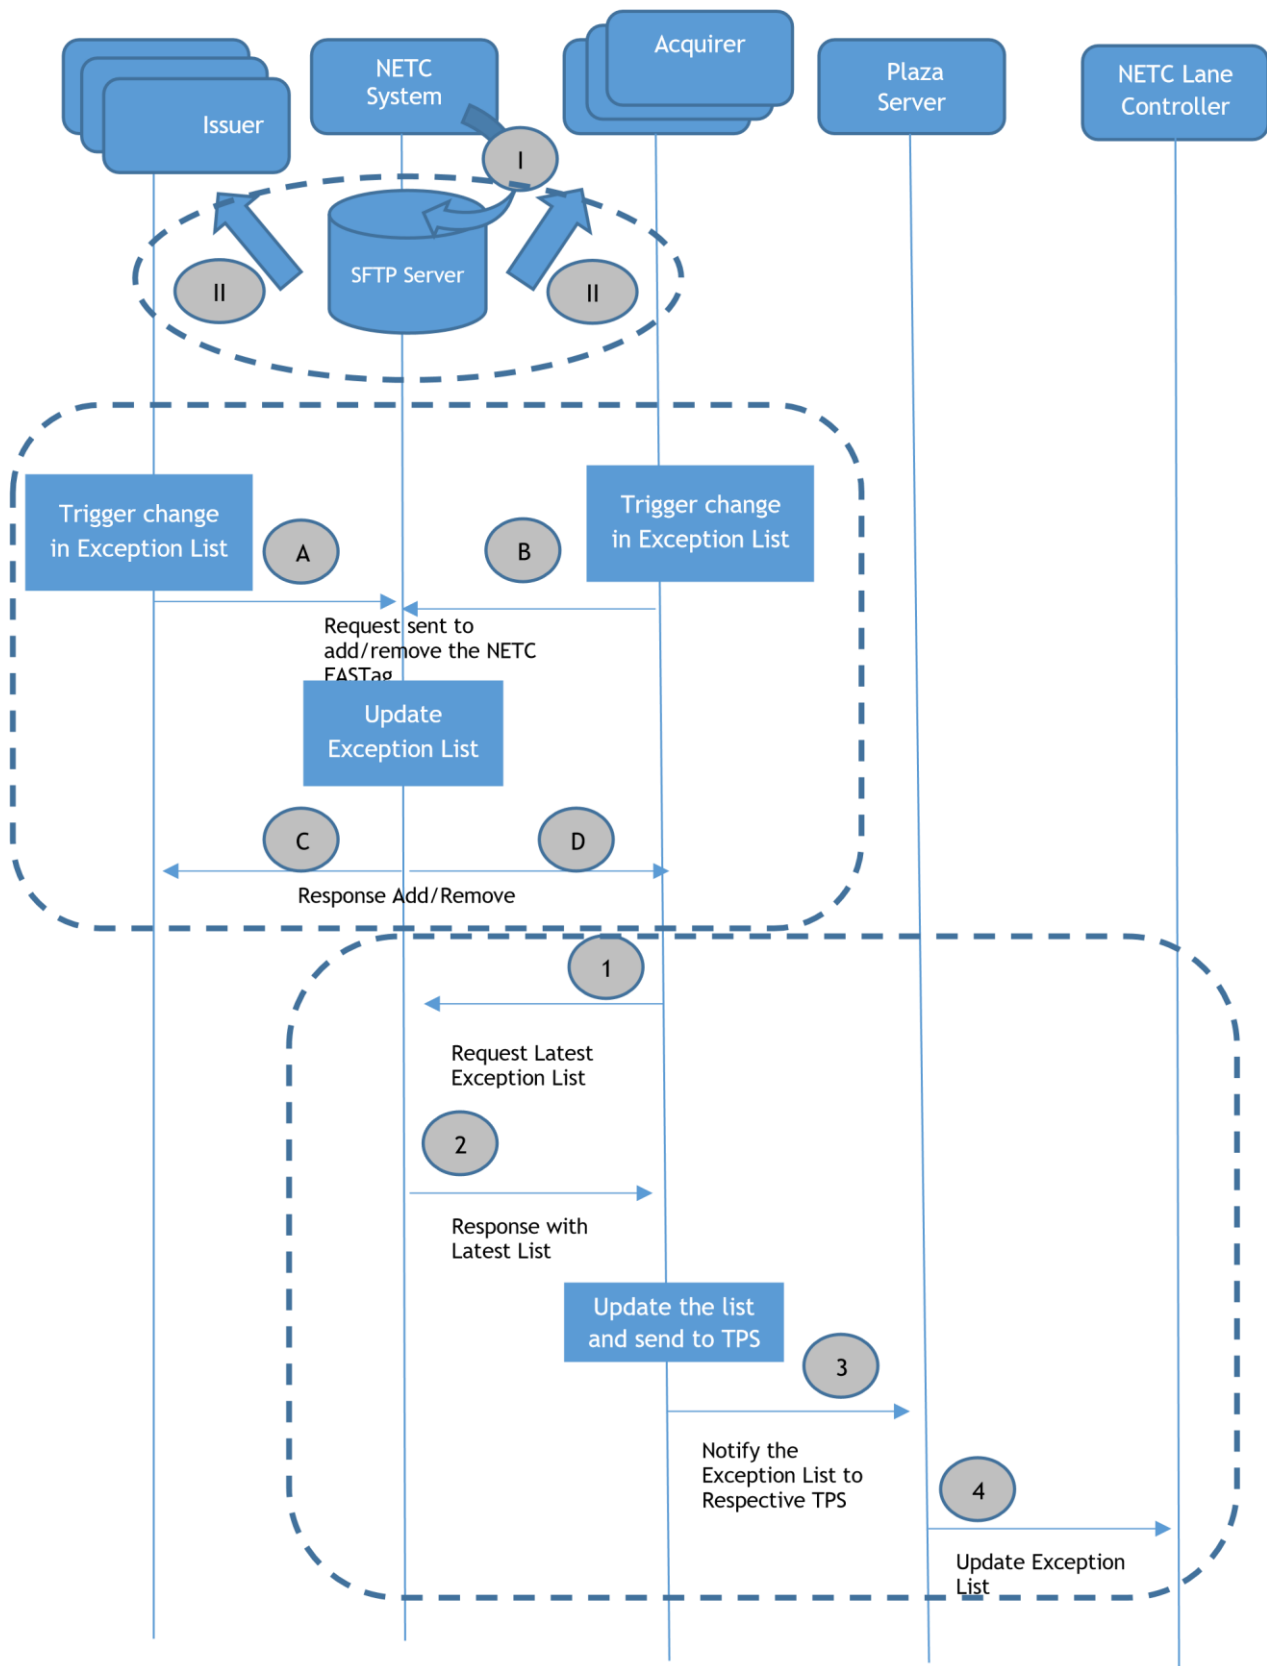 Issuer
NETC
System
Acquirer
Plaza
Server
NETC Lane
Controller
I
SFTP Server
II
II
Trigger change
in Exception List
A
B
Trigger change
in Exception List
Request sent to
add/remove the NETC
FASTag
Update
Exception List
C
D
Response Add/Remove
1
Request Latest
Exception List
2
Response with
Latest List
Update the list
and send to TPS
3
Notify the
Exception List to
Respective TPS
4
Update Exception
List